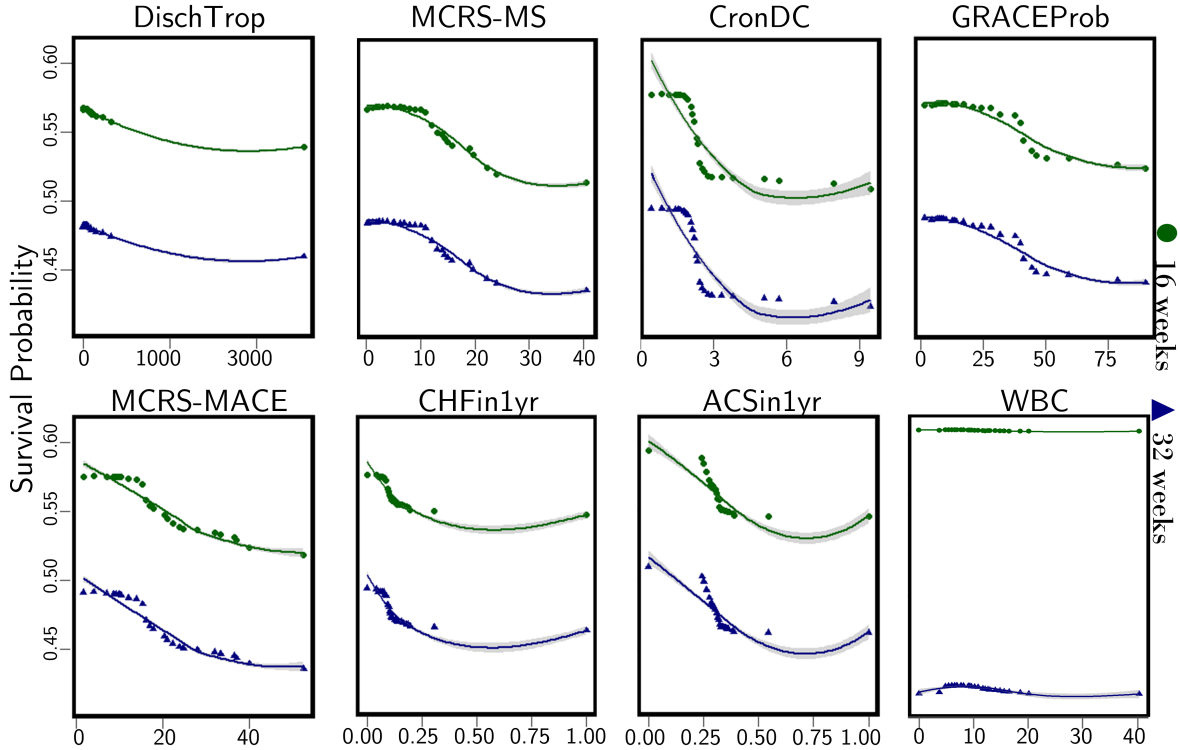 DischTrop MCRS-MS CronDC GRACEProb
0.60
0.55
0.50
0.45
0 1000 3000
0 10 20 30 40
0 3 6 9
0 25 50 75
Survival Probability
MCRS-MACE CHFin1yr ACSin1yr WBC
0.60
0.55
0.50
0.45
0 20 40
0.00 0.25 0.50 0.75 1.00
0.00 0.25 0.50 0.75 1.00
0 10 20 30 40
16 weeks
32 weeks